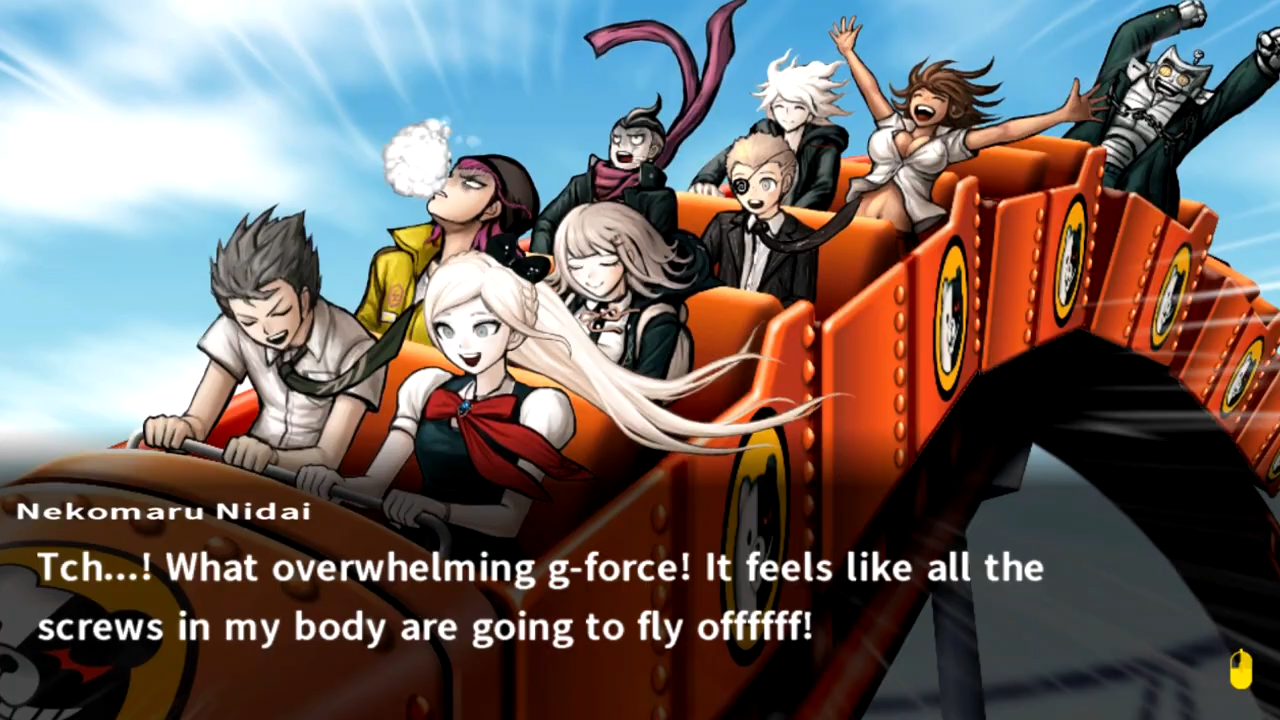 Nekomaru Nidai
Tch...! What overwhelming g-force! It feels like all the
screws in my body are going to fly offffff!